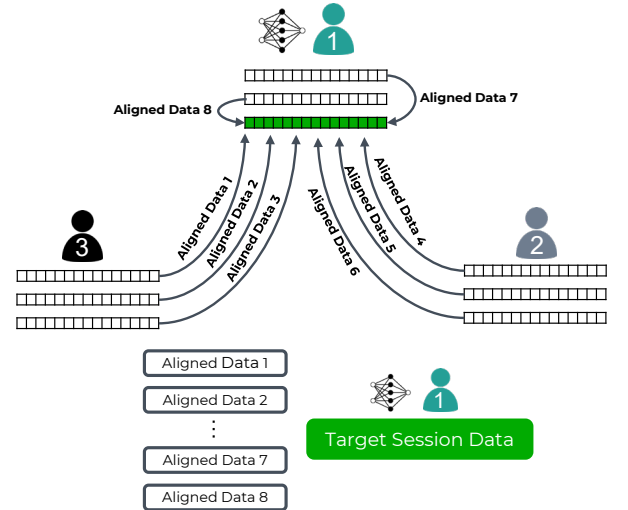 1
Aligned Data 7
Aligned Data 8
Aligned Data 1
Aligned Data 2
Aligned Data 3
Aligned Data 4
Aligned Data 5
Aligned Data 6
3
2
Aligned Data 1
Aligned Data 2
⋮
Aligned Data 7
Aligned Data 8
1
Target Session Data